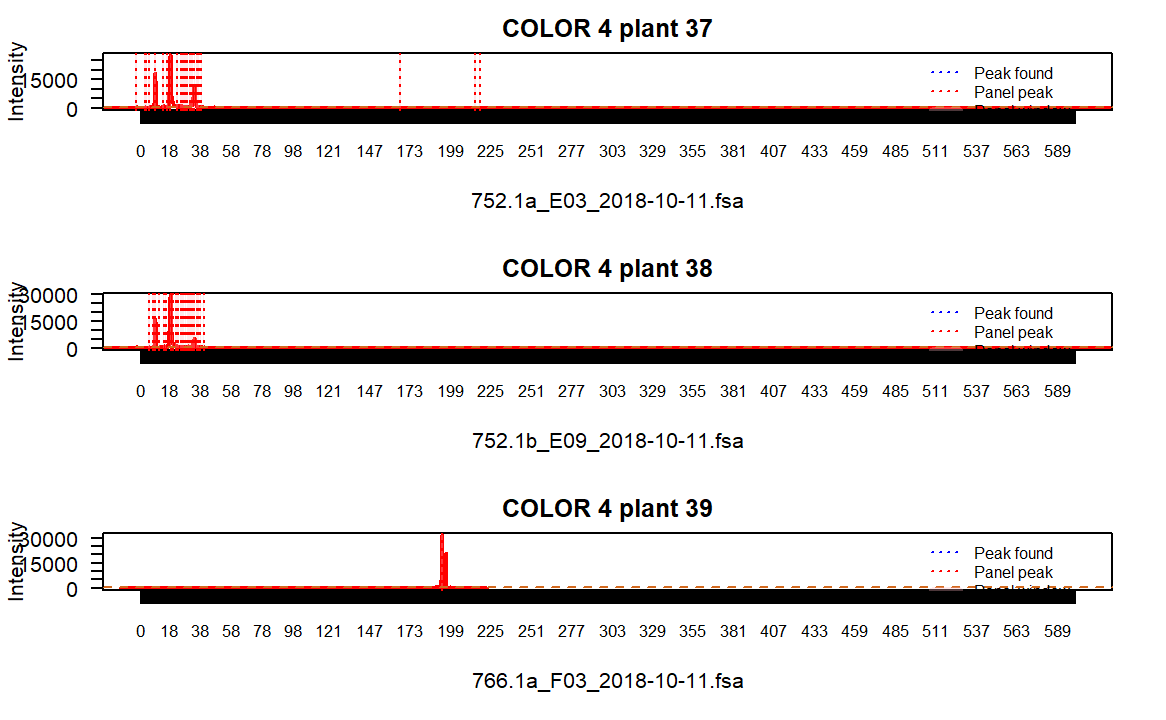 COLOR 4 plant 37
Intensity
15000
0
Peak found
Panel peak
0 18 38 58 78 98 121 147 173 199 225 251 277 303 329 355 381 407 433 459 485 511 537 563 589
752.1a_E03_2018-10-11.fsa
COLOR 4 plant 38
Intensity
30000
15000
0
Peak found
Panel peak
0 18 38 58 78 98 121 147 173 199 225 251 277 303 329 355 381 407 433 459 485 511 537 563 589
752.1b_E09_2018-10-11.fsa
COLOR 4 plant 39
Intensity
30000
15000
0
Peak found
Panel peak
0 18 38 58 78 98 121 147 173 199 225 251 277 303 329 355 381 407 433 459 485 511 537 563 589
766.1a_F03_2018-10-11.fsa